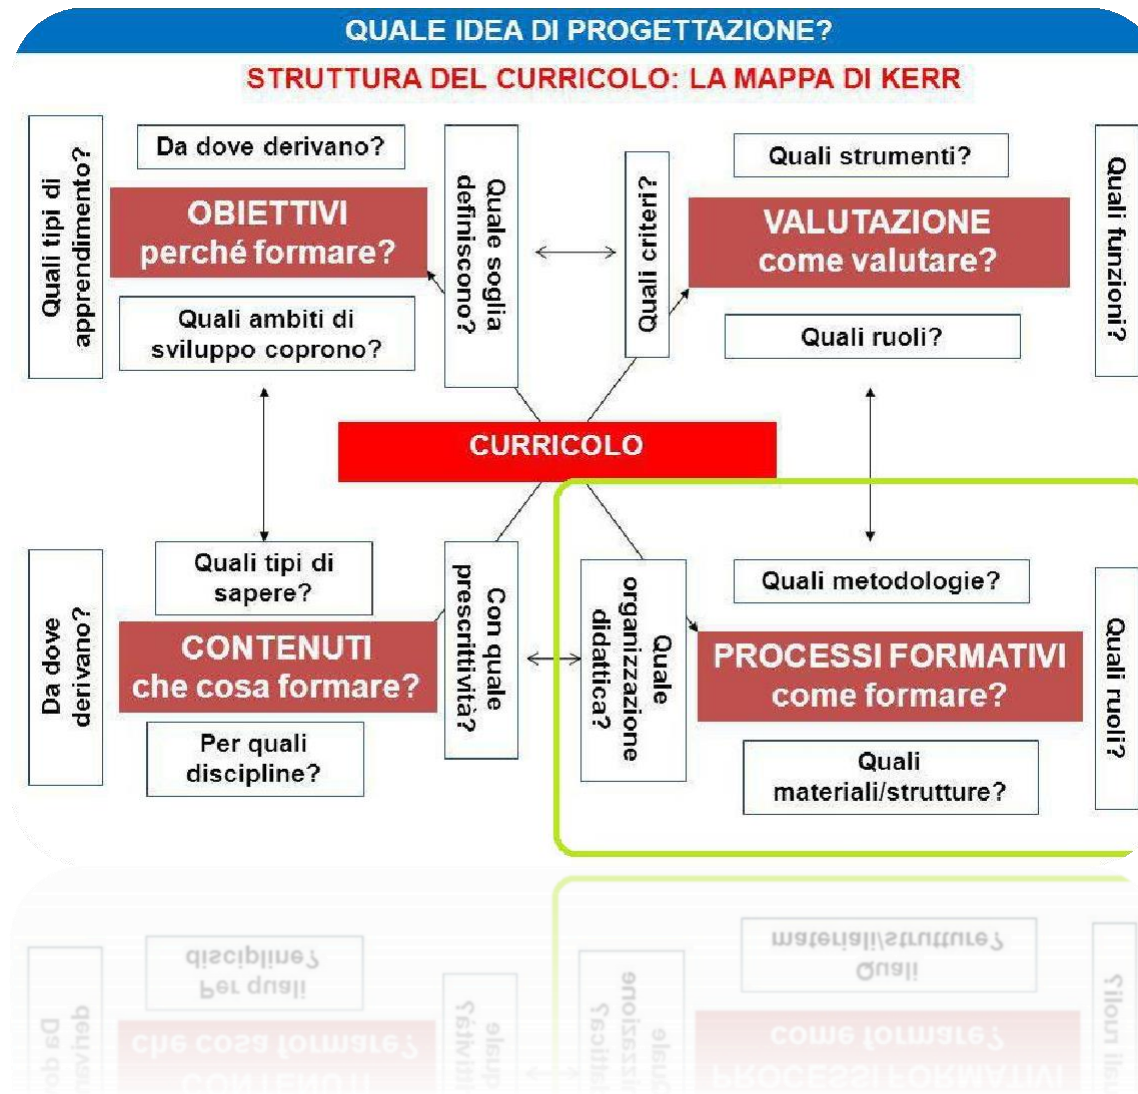 QUALE IDEA DI PROGETTAZIONE?
STRUTTURA DEL CURRICOLO: LA MAPPA DI KERR
Quali tipi di
apprendimento?
Da dove derivano?
OBIETTIVI
perché formare?
Quali ambiti di
sviluppo coprono?
Quale soglia
definiscono?
Quali criteri?
Quali strumenti?
VALUTAZIONE
come valutare?
Quali ruoli?
Quali funzioni?
CURRICOLO
Da dove
derivano?
Quali tipi di
sapere?
CONTENUTI
che cosa formare?
Per quali
discipline?
Con quale
prescrittività?
Quale
organizzazione
didattica?
Quali metodologie?
PROCESSI FORMATIVI
come formare?
Quali
materiali/strutture?
Quali ruoli?